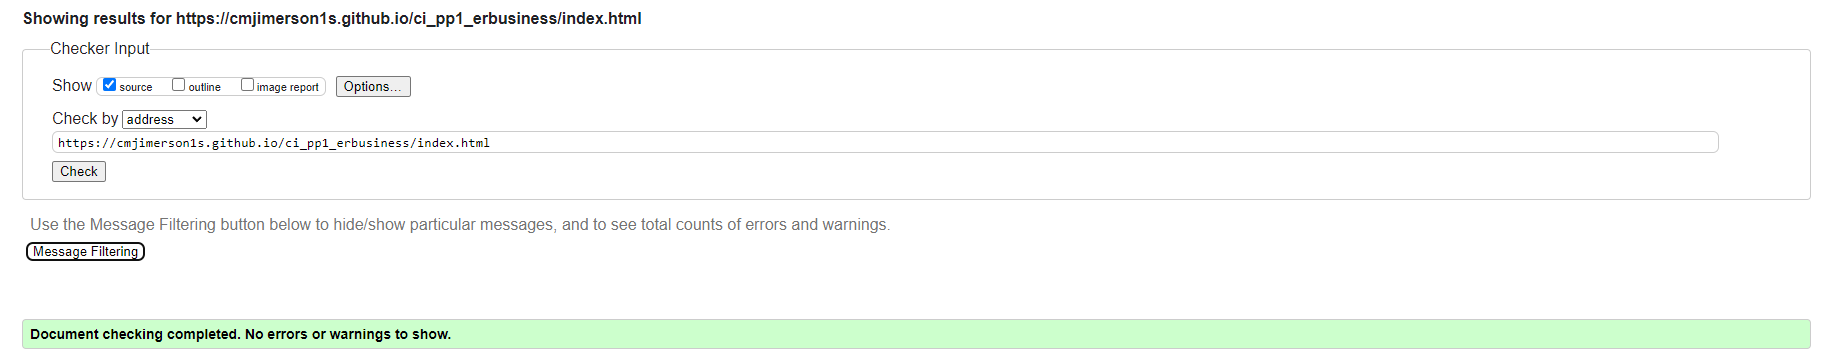 Showing results for https://cmjimerson1s.github.io/ci_pp1_erbusiness/index.html
Checker Input
Show source outline image report Options...
Check by address
https://cmjimerson1s.github.io/ci_pp1_erbusiness/index.html
Check
Use the Message Filtering button below to hide/show particular messages, and to see total counts of errors and warnings.
Message Filtering
Document checking completed. No errors or warnings to show.